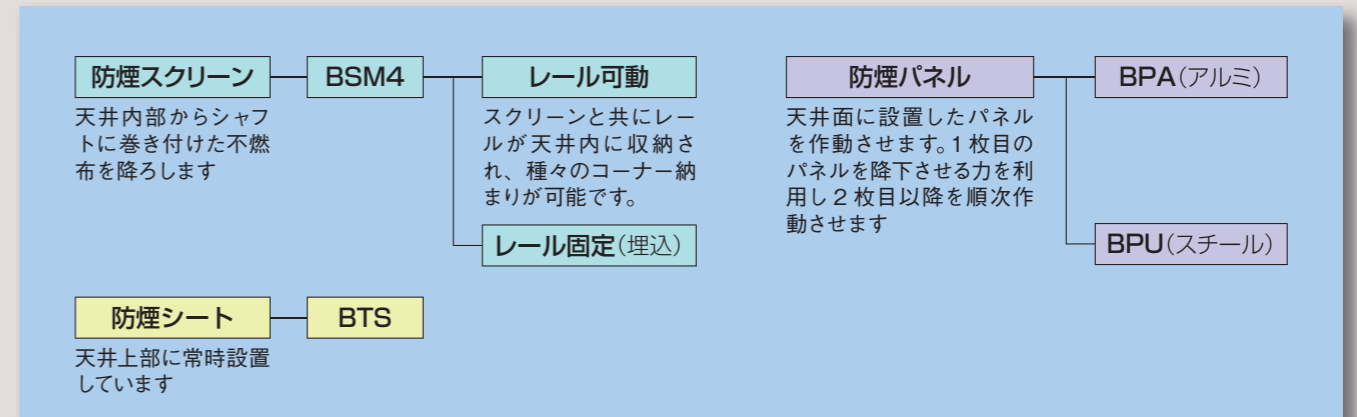 防煙スクリーン
BSM4
レール可動
天井内部からシャフ
トに巻き付けた不燃
布を降ろします
スクリーンと共にレー
ルが天井内に収納さ
れ、種々のコーナー納
まりが可能です。
レール固定(埋込)
防煙シート
BTS
天井上部に常時設置
しています
防煙パネル
BPA(アルミ)
天井面に設置したパネル
を作動させます。1枚目の
パネルを降下させる力を利
用し2枚目以降を順次作
動させます
BPU(スチール)